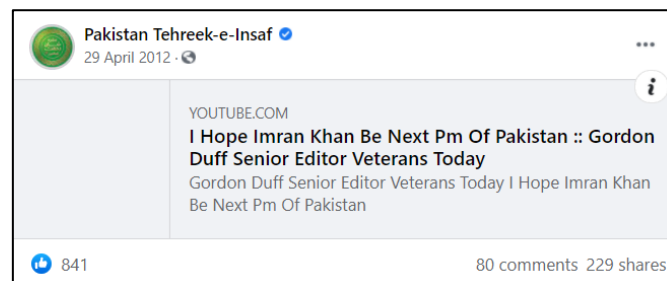 Pakistan Tehreek-e-Insaf
29 April 2012 ·
YOUTUBE.COM
I Hope Imran Khan Be Next Pm Of Pakistan :: Gordon
Duff Senior Editor Veterans Today
Gordon Duff Senior Editor Veterans Today I Hope Imran Khan
Be Next Pm Of Pakistan
841
80 comments 229 shares